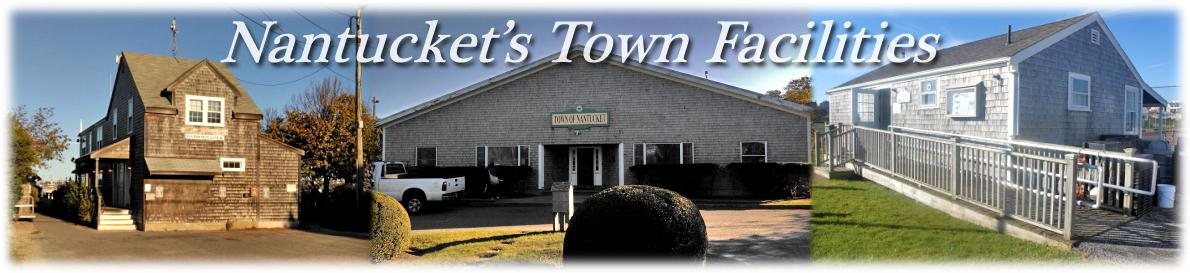 Nantucket's Town Facilities
TOWN OF NANTUCKET